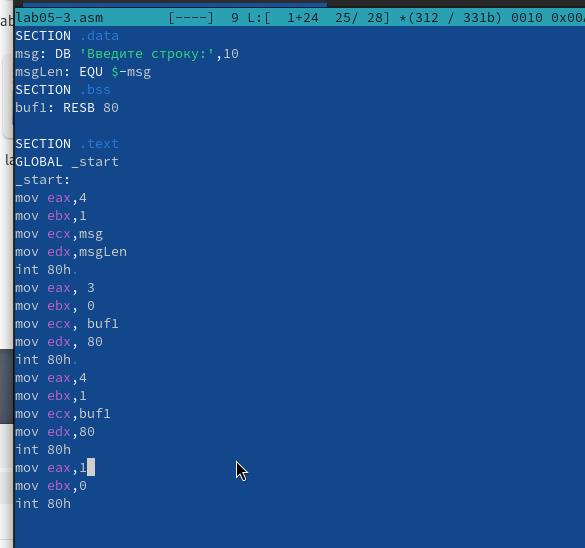 lab05-3.asm [----] 9 L:[ 1+24 25/ 28] *(312 / 331b) 0010 0x00
SECTION .data
msg: DB 'Введите строку:',10
msgLen: EQU $-msg
SECTION .bss
buf1: RESB 80
SECTION .text
GLOBAL _start
_start:
mov eax,4
mov ebx,1
mov ecx,msg
mov edx,msgLen
int 80h.
mov eax, 3
mov ebx, 0
mov ecx, buf1
mov edx, 80
int 80h.
mov eax,4
mov ebx,1
mov ecx,buf1
mov edx,80
int 80h
mov eax,1
mov ebx,0
int 80h